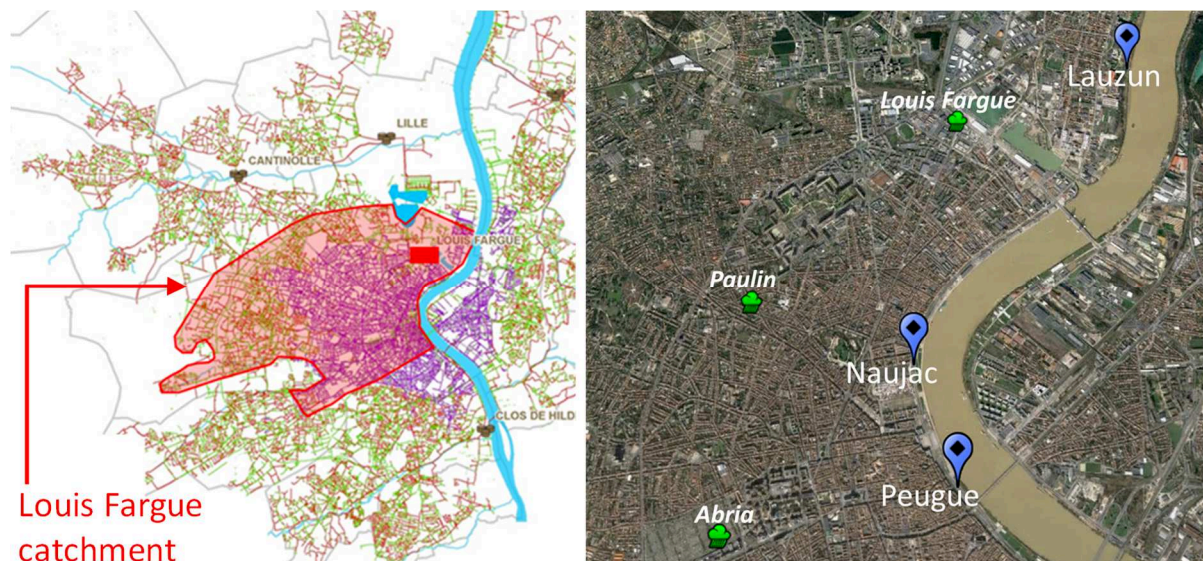 LILLE
CANTINOLLE
LOUIS FARGUE
CLOS DE HILD
Louis Fargue
catchment
Lauzun
Louis Fargue
Paulin
Naujac
Peugue
Abria